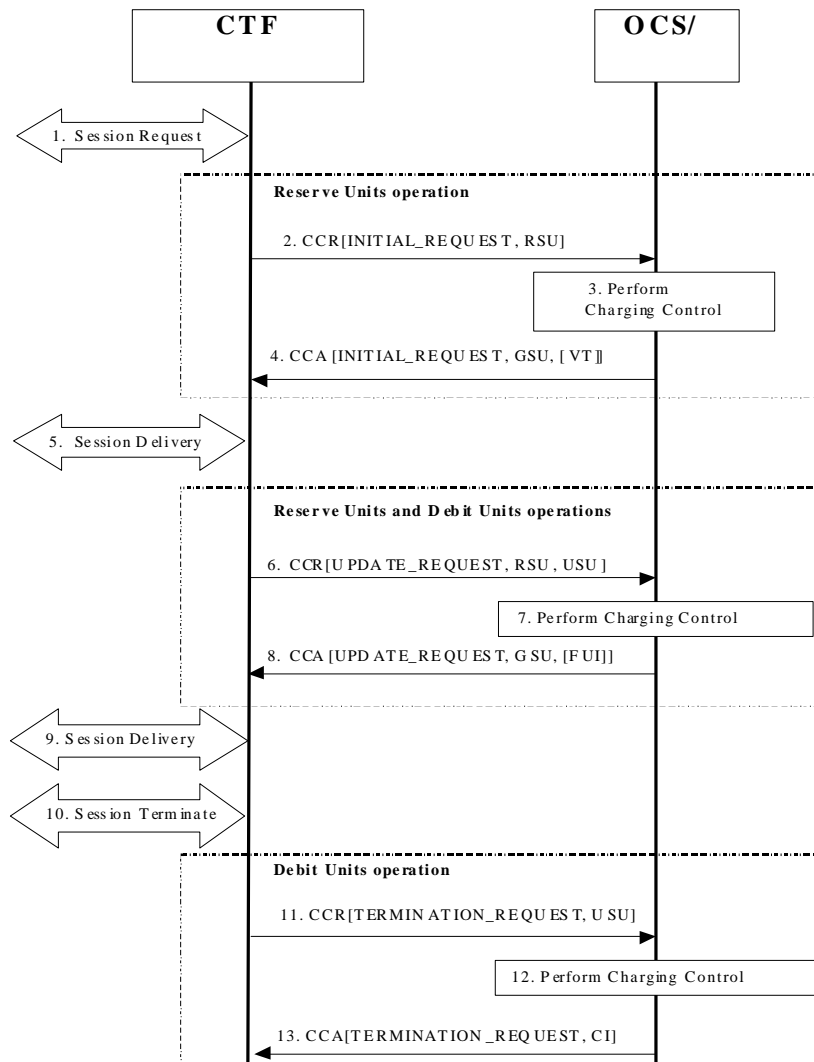 CTF
OCS/
1. Session Request
Reserve Units operation
2. CCR[INITIAL_REQUEST, RSU]
3. Perform
Charging Control
4. CCA [INITIAL_REQUEST, GSU, [VT]]
5. Session Delivery
Reserve Units and Debit Units operations
6. CCR[UPDATE_REQUEST, RSU, USU]
7. Perform Charging Control
8. CCA [UPDATE_REQUEST, GSU, [FUI]]
9. Session Delivery
10. Session Terminate
Debit Units operation
11. CCR[TERMINATION_REQUEST, USU]
12. Perform Charging Control
13. CCA[TERMINATION_REQUEST, CI]